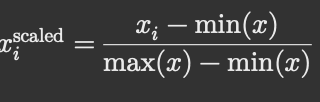 x_i^scaled = (x_i − min(x)) / (max(x) − min(x))